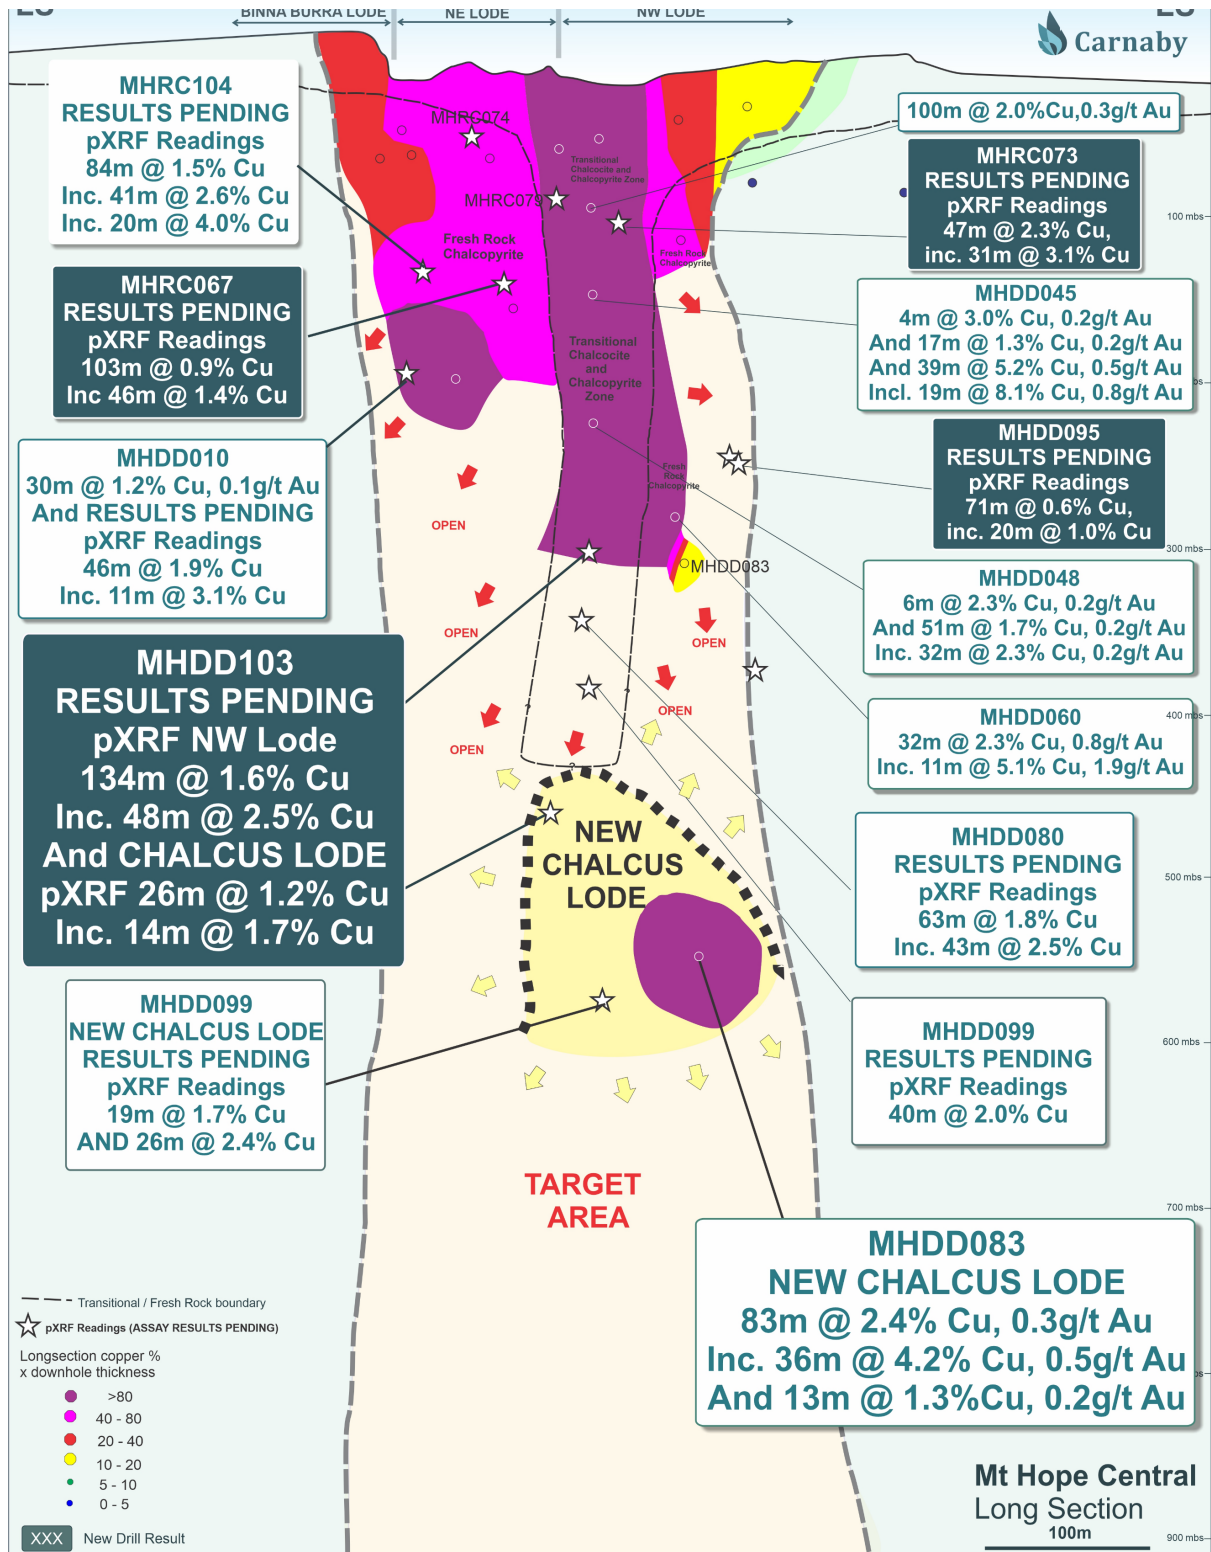 BINNA BURRA LODE
NE LODE
NW LODE
Carnaby
MHRC104
RESULTS PENDING
pXRF Readings
84m @ 1.5% Cu
Inc. 41m @ 2.6% Cu
Inc. 20m @ 4.0% Cu
MHRC067
RESULTS PENDING
pXRF Readings
103m @ 0.9% Cu
Inc 46m @ 1.4% Cu
MHDD010
30m @ 1.2% Cu, 0.1g/t Au
And RESULTS PENDING
pXRF Readings
46m @ 1.9% Cu
Inc. 11m @ 3.1% Cu
MHDD103
RESULTS PENDING
pXRF NW Lode
134m @ 1.6% Cu
Inc. 48m @ 2.5% Cu
And CHALCUS LODE
pXRF 26m @ 1.2% Cu
Inc. 14m @ 1.7% Cu
MHDD099
NEW CHALCUS LODE
RESULTS PENDING
pXRF Readings
19m @ 1.7% Cu
AND 26m @ 2.4% Cu
MHRC074
MHRC079
Transitional
Chalcocite and
Chalcopyrite Zone
Fresh Rock
Chalcopyrite
Fresh Rock
Chalcopyrite
Transitional
Chalcocite
and
Chalcopyrite
Zone
Fresh
Rock
Chalcopyrite
MHDD083
OPEN
OPEN
OPEN
OPEN
OPEN
?
?
?
NEW
CHALCUS
LODE
TARGET
AREA
100m @ 2.0%Cu,0.3g/t Au
MHRC073
RESULTS PENDING
pXRF Readings
47m @ 2.3% Cu,
inc. 31m @ 3.1% Cu
MHDD045
4m @ 3.0% Cu, 0.2g/t Au
And 17m @ 1.3% Cu, 0.2g/t Au
And 39m @ 5.2% Cu, 0.5g/t Au
Incl. 19m @ 8.1% Cu, 0.8g/t Au
MHDD095
RESULTS PENDING
pXRF Readings
71m @ 0.6% Cu,
inc. 20m @ 1.0% Cu
MHDD048
6m @ 2.3% Cu, 0.2g/t Au
And 51m @ 1.7% Cu, 0.2g/t Au
Inc. 32m @ 2.3% Cu, 0.2g/t Au
MHDD060
32m @ 2.3% Cu, 0.8g/t Au
Inc. 11m @ 5.1% Cu, 1.9g/t Au
MHDD080
RESULTS PENDING
pXRF Readings
63m @ 1.8% Cu
Inc. 43m @ 2.5% Cu
MHDD099
RESULTS PENDING
pXRF Readings
40m @ 2.0% Cu
MHDD083
NEW CHALCUS LODE
83m @ 2.4% Cu, 0.3g/t Au
Inc. 36m @ 4.2% Cu, 0.5g/t Au
And 13m @ 1.3%Cu, 0.2g/t Au
100 mbs
300 mbs
400 mbs
500 mbs
600 mbs
700 mbs
900 mbs
Transitional / Fresh Rock boundary
pXRF Readings (ASSAY RESULTS PENDING)
Longsection copper %
x downhole thickness
>80
40 - 80
20 - 40
10 - 20
5 - 10
0 - 5
XXX New Drill Result
Mt Hope Central
Long Section
100m